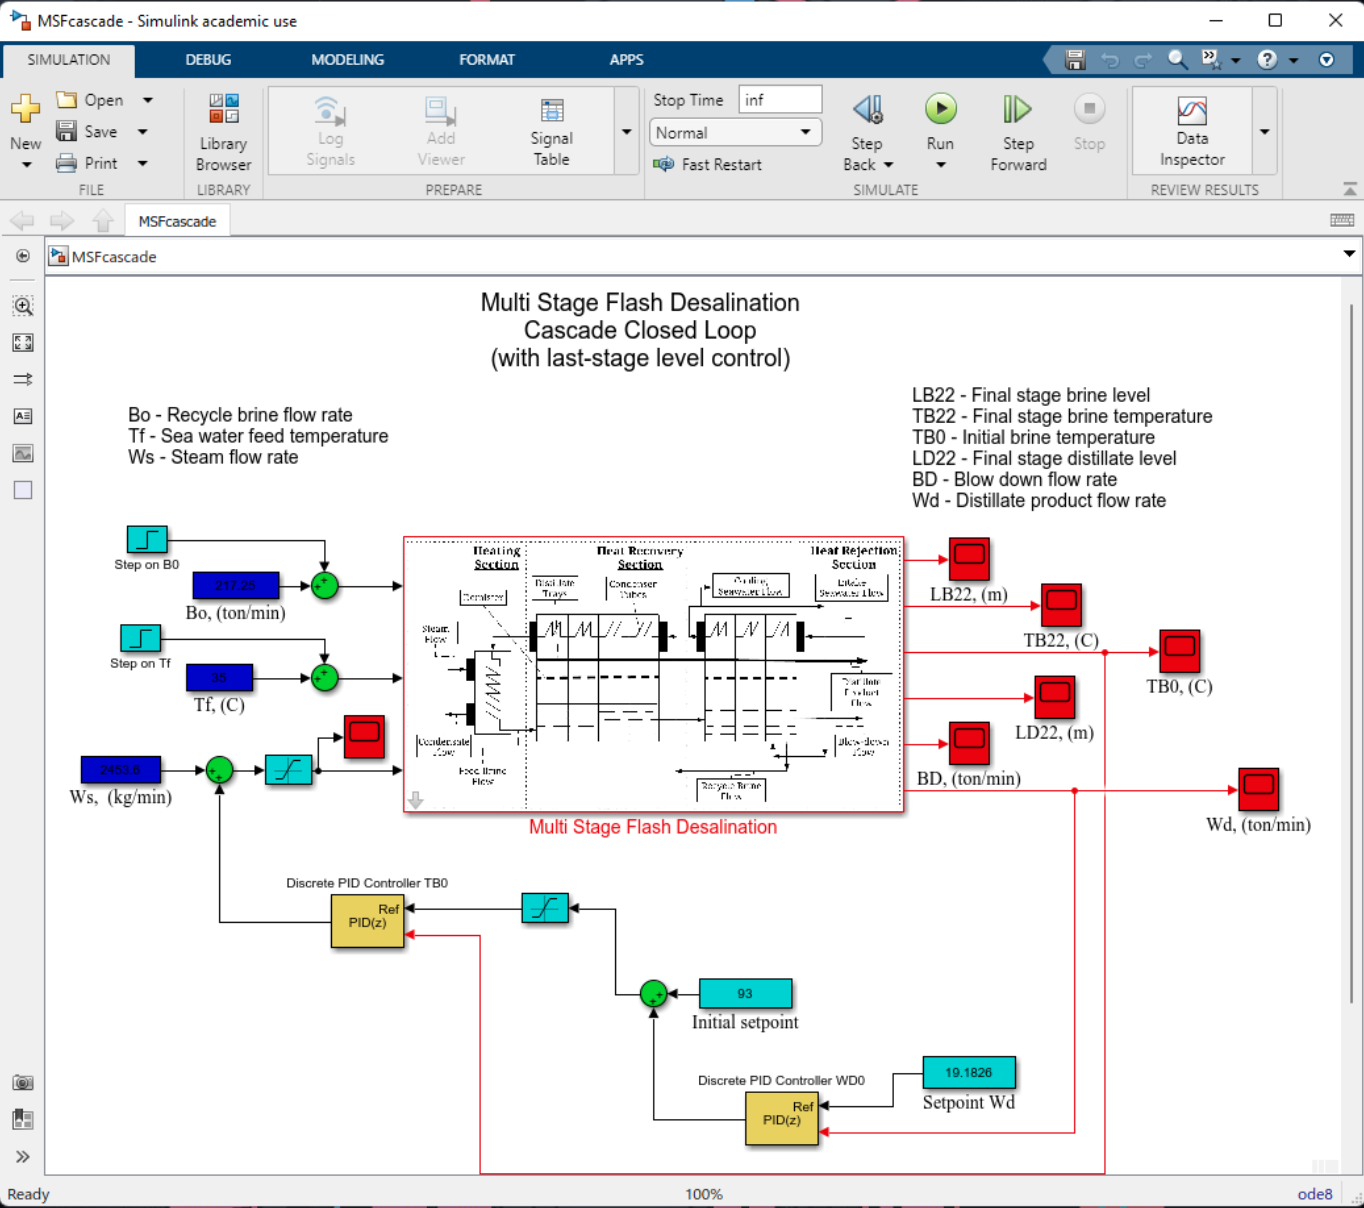 MSFcascade - Simulink academic use
SIMULATION
DEBUG
MODELING
FORMAT
APPS
New
Open
Save
Print
FILE
Library
Browser
LIBRARY
Log
Signals
Add
Viewer
Signal
Table
PREPARE
Stop Time
inf
Normal
Fast Restart
Step
Back
Run
Step
Forward
Stop
SIMULATE
Data
Inspector
REVIEW RESULTS
MSFcascade
MSFcascade
Multi Stage Flash Desalination
Cascade Closed Loop
(with last-stage level control)
Bo - Recycle brine flow rate
Tf - Sea water feed temperature
Ws - Steam flow rate
LB22 - Final stage brine level
TB22 - Final stage brine temperature
TB0 - Initial brine temperature
LD22 - Final stage distillate level
BD - Blow down flow rate
Wd - Distillate product flow rate
Step on B0
217.25
Bo, (ton/min)
Step on Tf
35
Tf, (C)
2453.6
Ws, (kg/min)
Heating
Section
Heat Recovery
Section
Heat Rejection
Section
Demister
Distillate
Trays
Condenser
Tubes
Cooling
Seawater Flow
Intake
Seawater Flow
Steam
Flow
Condensate
Flow
Feed Brine
Flow
Distillate
Product
Flow
Blow-down
Flow
Recycle Brine
Flow
Multi Stage Flash Desalination
LB22, (m)
TB22, (C)
TB0, (C)
LD22, (m)
BD, (ton/min)
Wd, (ton/min)
Discrete PID Controller TB0
Ref
PID(z)
93
Initial setpoint
Discrete PID Controller WD0
Ref
PID(z)
19.1826
Setpoint Wd
Ready
100%
ode8